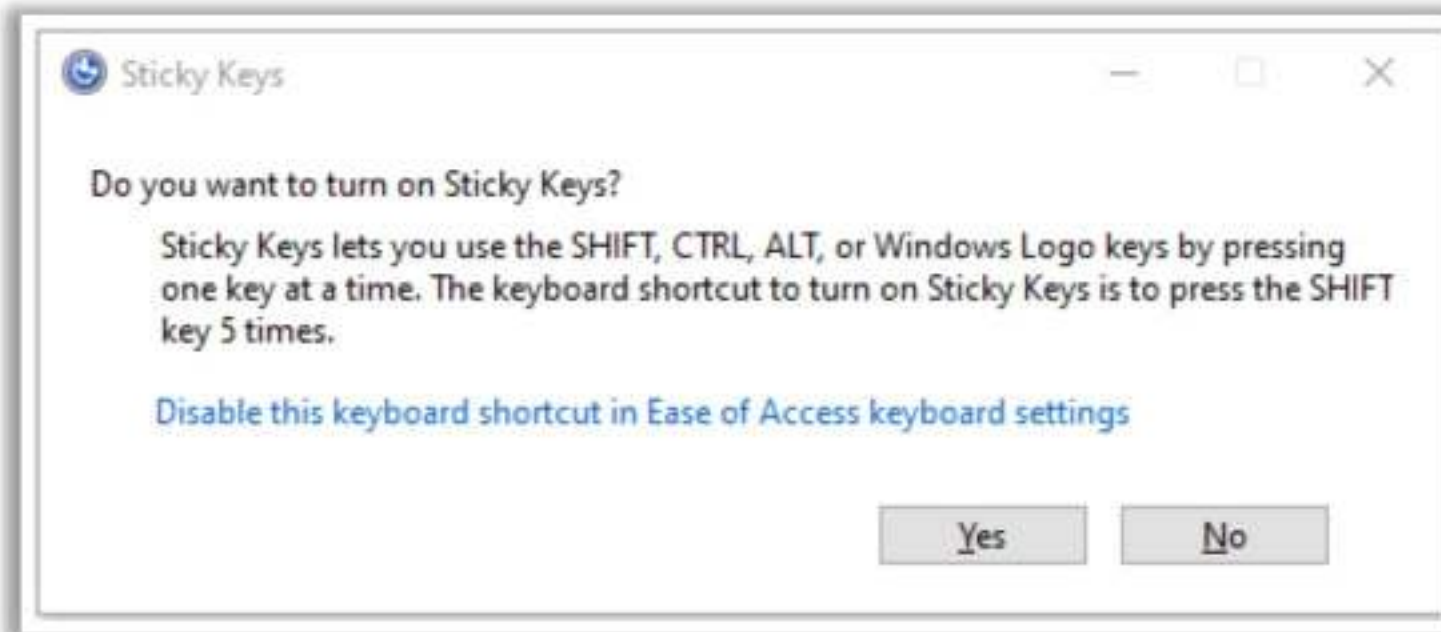 Sticky Keys
Do you want to turn on Sticky Keys?
Sticky Keys lets you use the SHIFT, CTRL, ALT, or Windows Logo keys by pressing
one key at a time. The keyboard shortcut to turn on Sticky Keys is to press the SHIFT
key 5 times.
Disable this keyboard shortcut in Ease of Access keyboard settings
Yes No